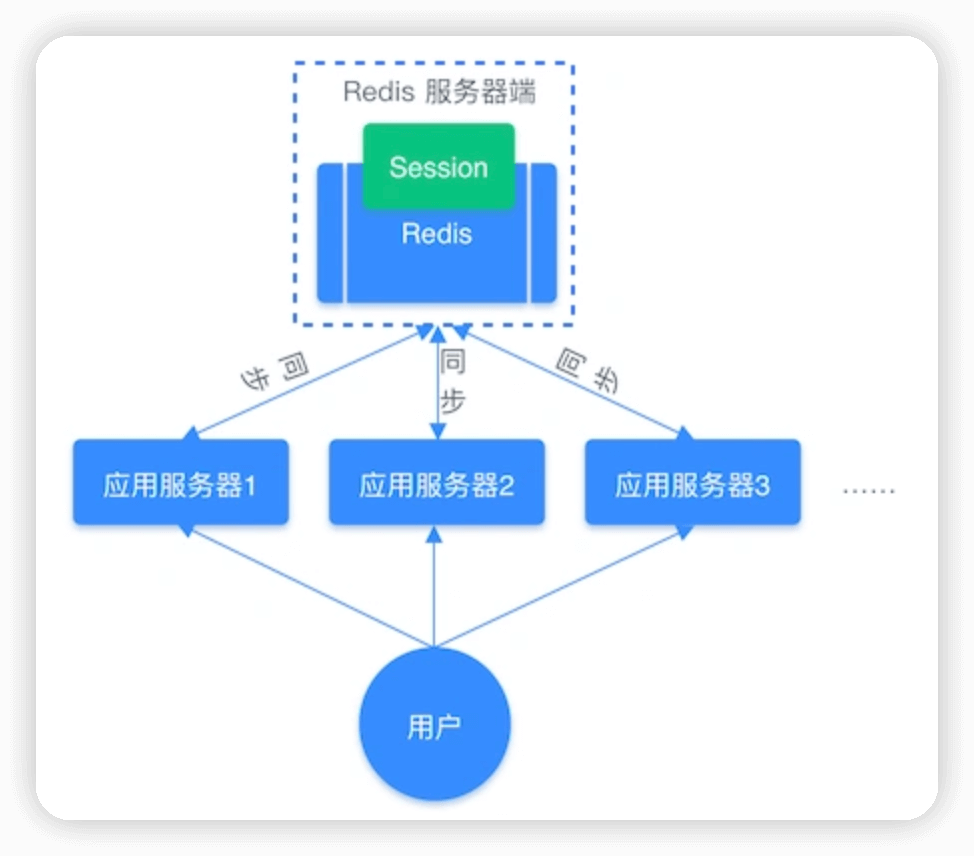 Redis 服务器端
Session
Redis
同步
同步
同步
应用服务器1
应用服务器2
应用服务器3
……
用户